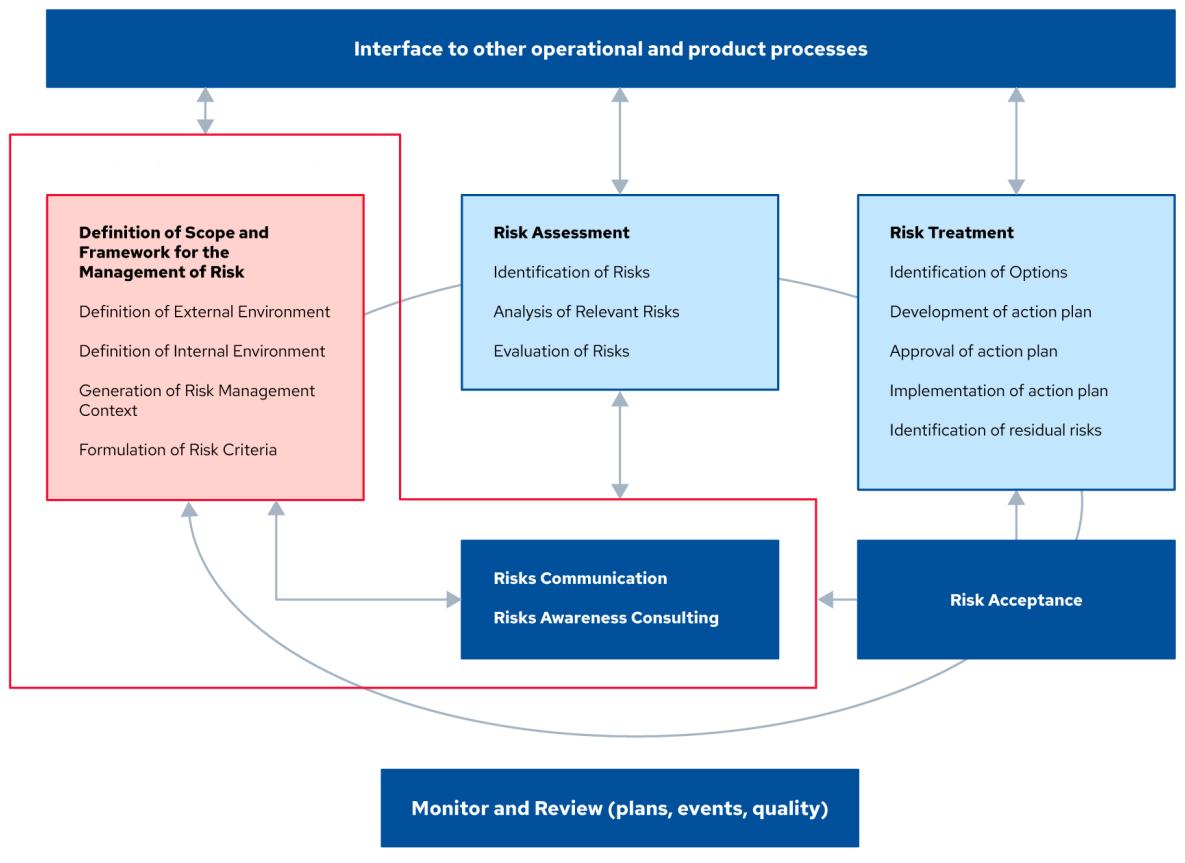 Interface to other operational and product processes
Definition of Scope and
Framework for the
Management of Risk
Definition of External Environment
Definition of Internal Environment
Generation of Risk Management
Context
Formulation of Risk Criteria
Risk Assessment
Identification of Risks
Analysis of Relevant Risks
Evaluation of Risks
Risk Treatment
Identification of Options
Development of action plan
Approval of action plan
Implementation of action plan
Identification of residual risks
Risks Communication
Risks Awareness Consulting
Risk Acceptance
Monitor and Review (plans, events, quality)